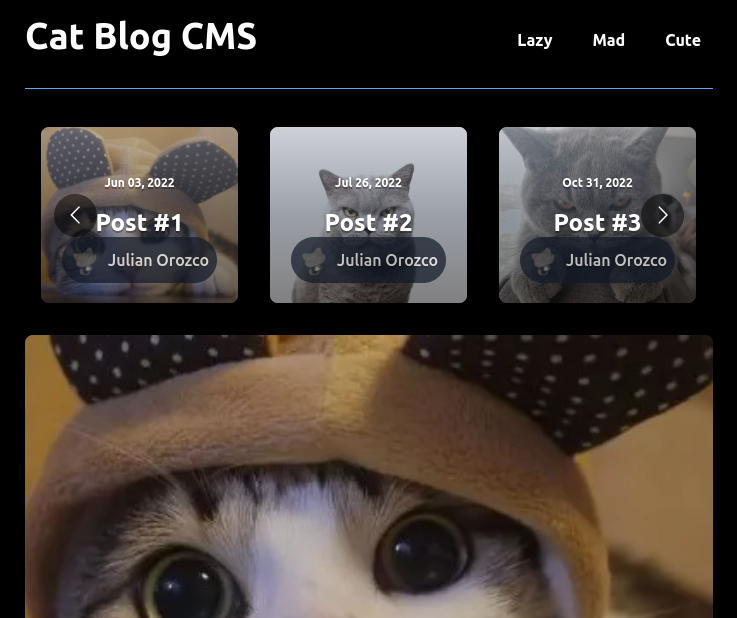 Cat Blog CMS
Lazy
Mad
Cute
Jun 03, 2022
Post #1
Julian Orozco
Jul 26, 2022
Post #2
Julian Orozco
Oct 31, 2022
Post #3
Julian Orozco